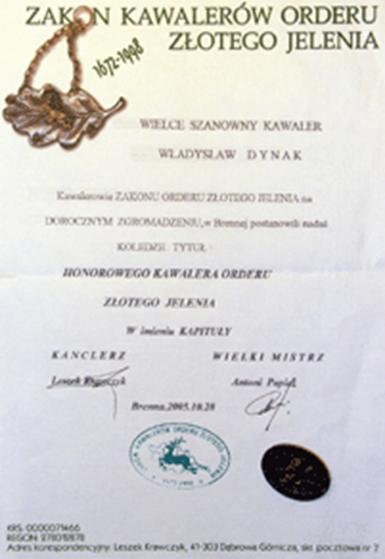 ZAKON KAWALERÓW ORDERU
ZŁOTEGO JELENIA
1672-1998
WIELCE SZANOWNY KAWALER
WŁADYSŁAW DYNAK
Kawalerowie ZAKONU ORDERU ZŁOTEGO JELENIA na
DOROCZNYM ZGROMADZENIU, w Brennej postanowili nadać
KOLEDZE TYTUŁ
HONOROWEGO KAWALERA ORDERU
ZŁOTEGO JELENIA
W imieniu KAPITUŁY
KANCLERZ WIELKI MISTRZ
Leszek Krawczyk Antoni Papież
Brenna.2005.10.28
KRS: 0000071466
REGON: 278012878
Adres korespondencyjny: Leszek Krawczyk, 41-303 Dąbrowa Górnicza, skr. pocztowa nr 7